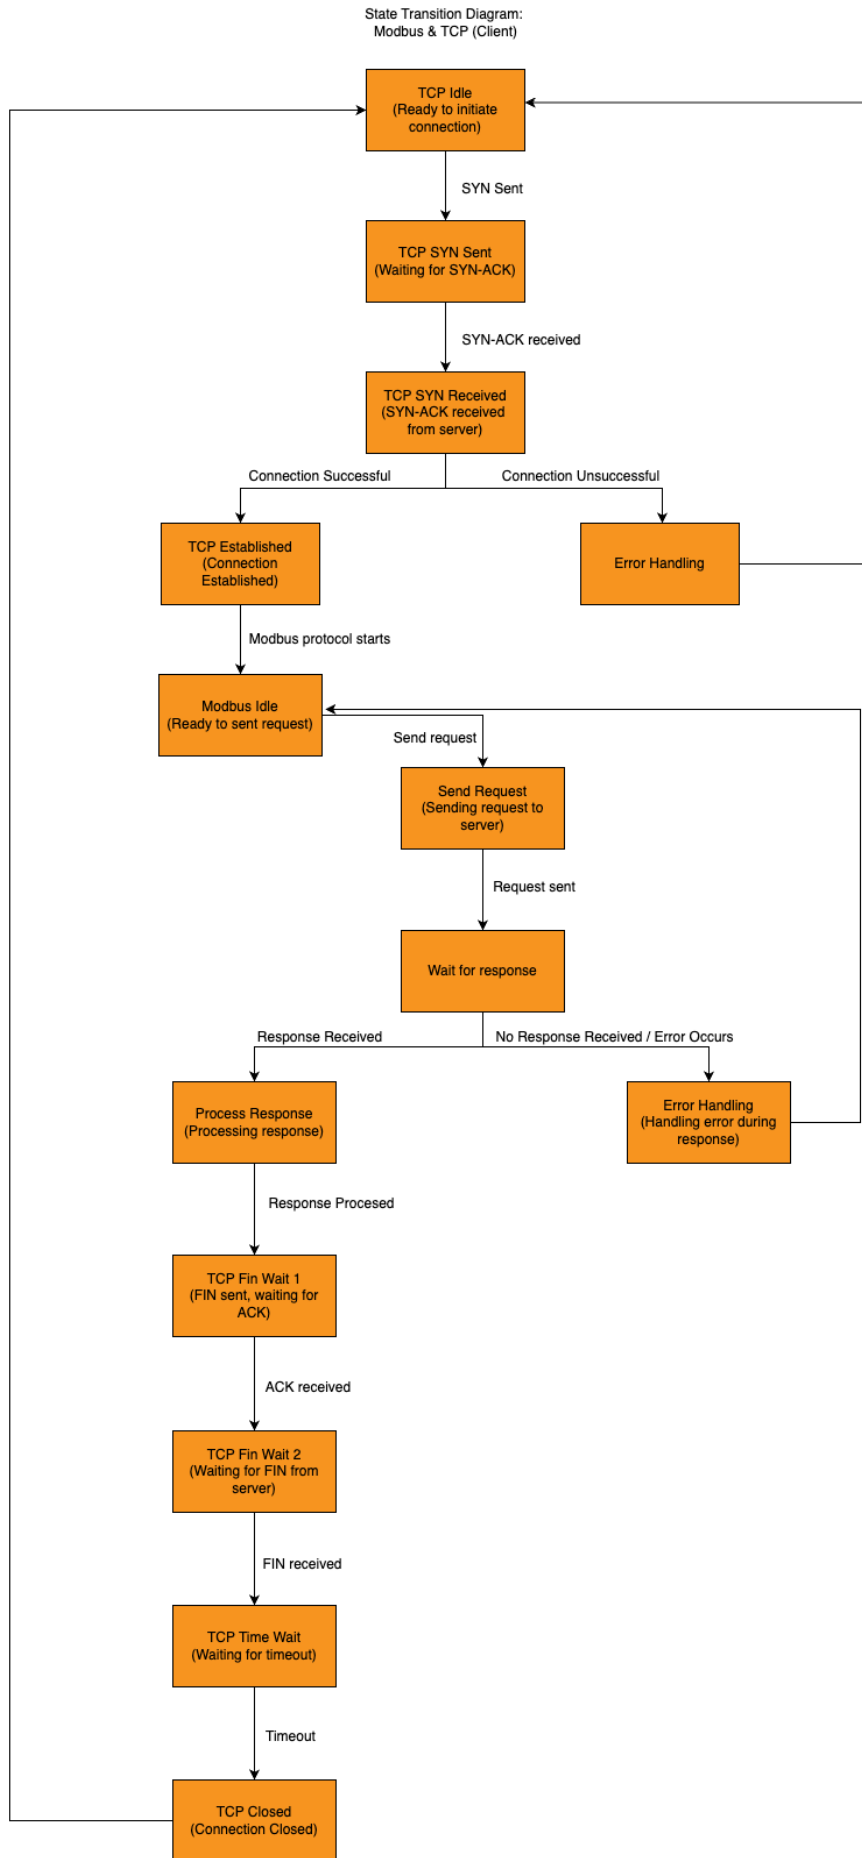 State Transition Diagram:
Modbus & TCP (Client)
TCP Idle
(Ready to initiate
connection)
SYN Sent
TCP SYN Sent
(Waiting for SYN-ACK)
SYN-ACK received
TCP SYN Received
(SYN-ACK received
from server)
Connection Successful
Connection Unsuccessful
TCP Established
(Connection
Established)
Error Handling
Modbus protocol starts
Modbus Idle
(Ready to sent request)
Send request
Send Request
(Sending request to
server)
Request sent
Wait for response
Response Received
No Response Received / Error Occurs
Process Response
(Processing response)
Error Handling
(Handling error during
response)
Response Procesed
TCP Fin Wait 1
(FIN sent, waiting for
ACK)
ACK received
TCP Fin Wait 2
(Waiting for FIN from
server)
FIN received
TCP Time Wait
(Waiting for timeout)
Timeout
TCP Closed
(Connection Closed)